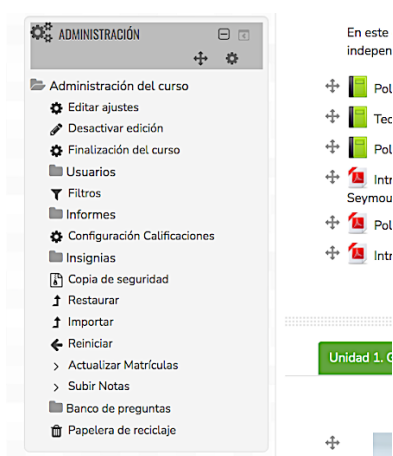 ADMINISTRACIÓN
Administración del curso
Editar ajustes
Desactivar edición
Finalización del curso
Usuarios
Filtros
Informes
Configuración Calificaciones
Insignias
Copia de seguridad
Restaurar
Importar
Reiniciar
Actualizar Matrículas
Subir Notas
Banco de preguntas
Papelera de reciclaje
En este
indepen
Pol
Tec
Pol
Intr
Seymou
Pol
Intr
Unidad 1. G